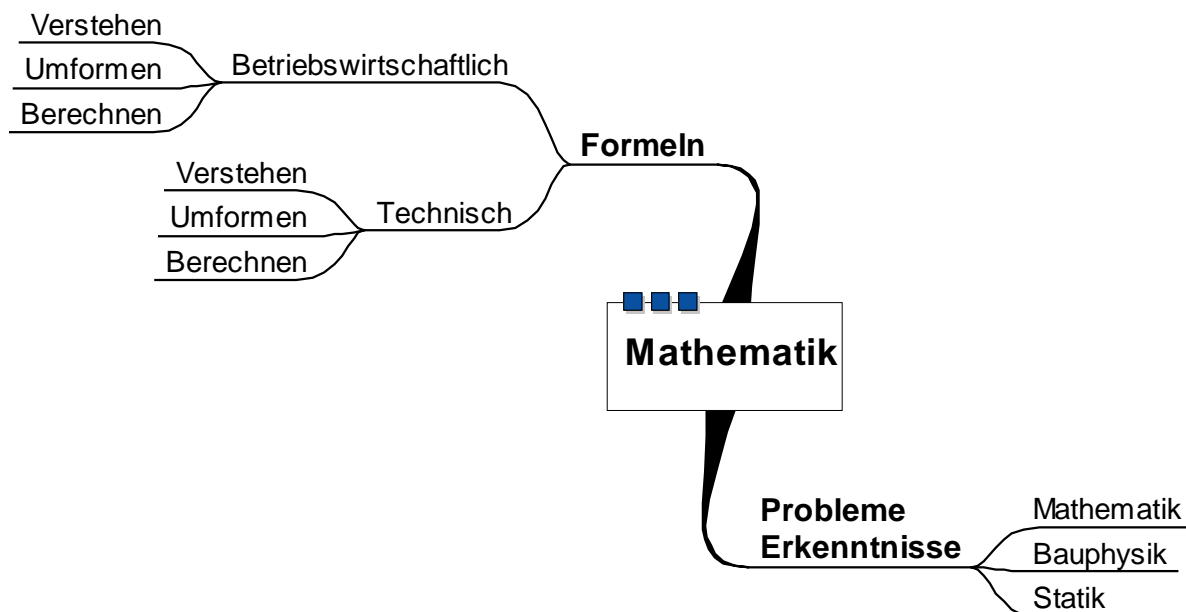 Verstehen
Umformen
Berechnen
Betriebswirtschaftlich
Verstehen
Umformen
Berechnen
Technisch
Formeln
Mathematik
Probleme
Erkenntnisse
Mathematik
Bauphysik
Statik